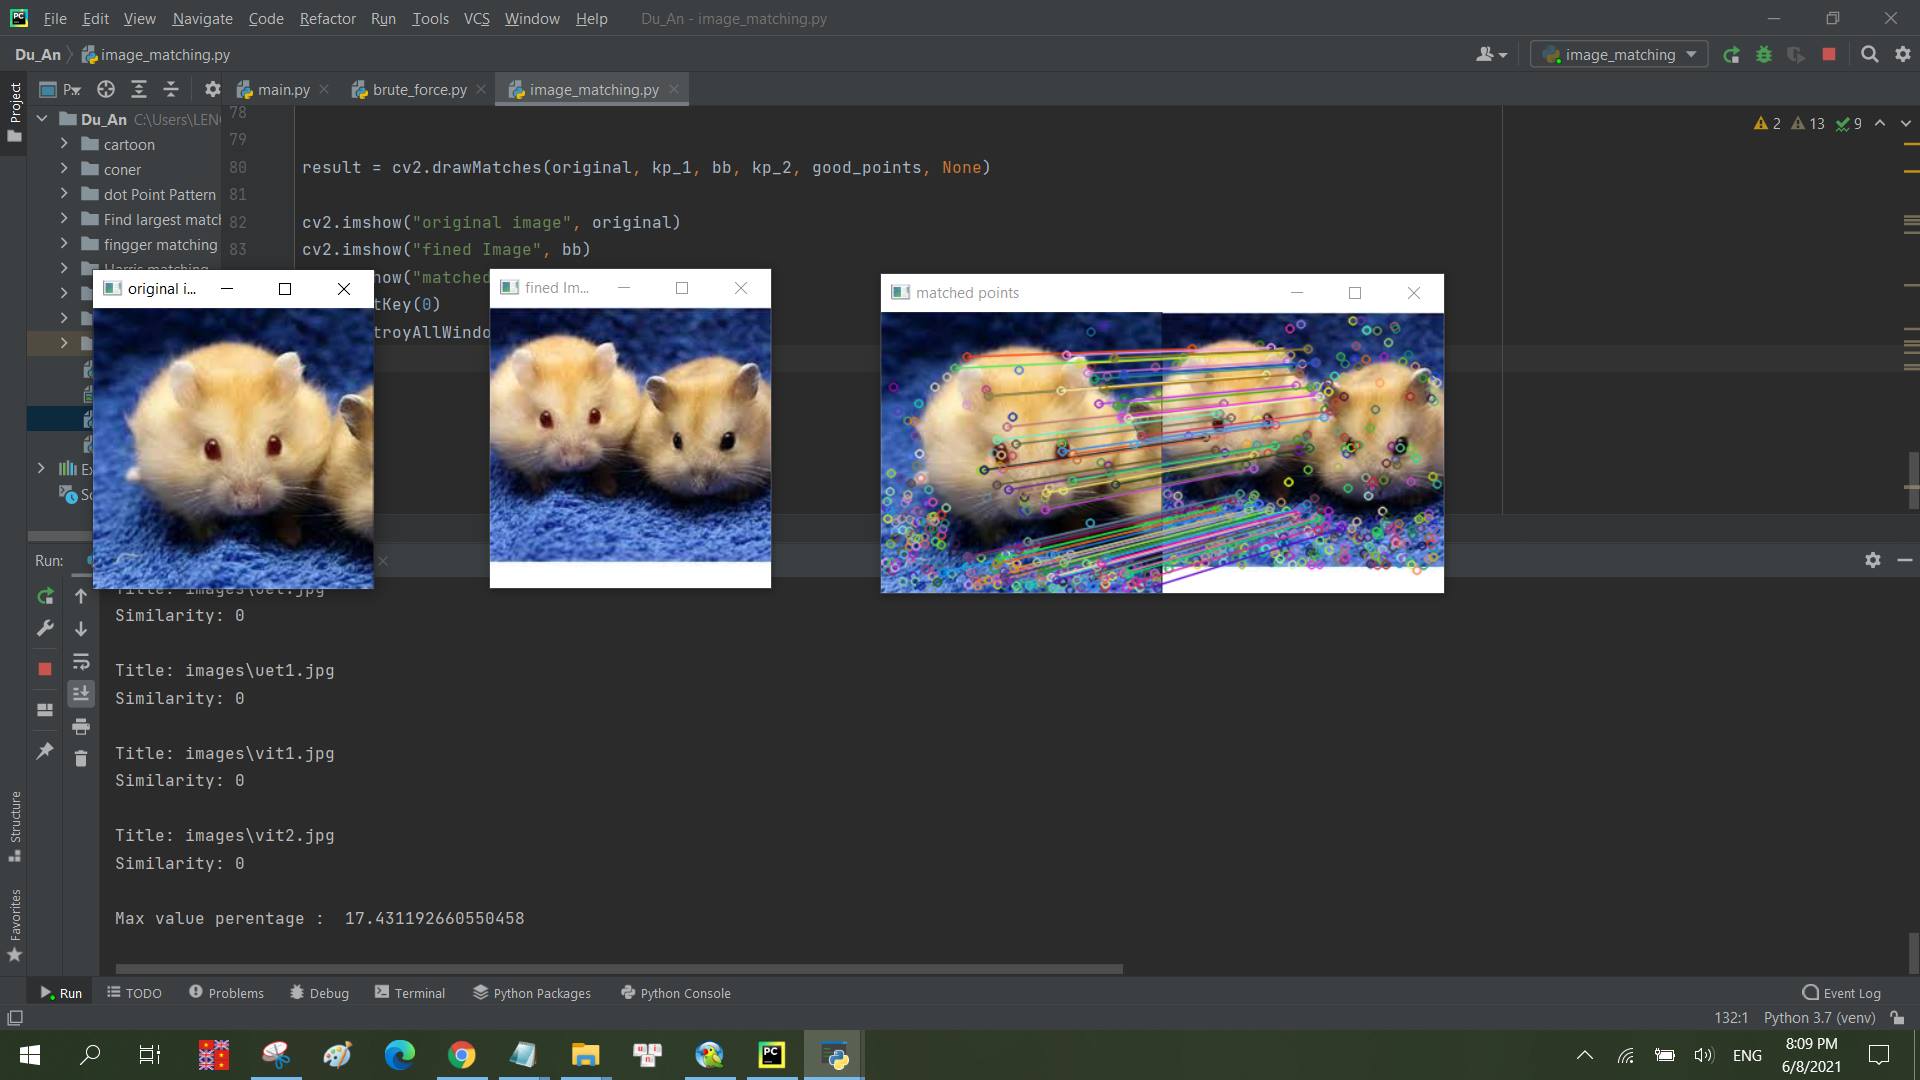 PC File Edit View Navigate Code Refactor Run Tools VCS Window Help Du_An - image_matching.py
Du_An image_matching.py image_matching
Project P... main.py brute_force.py image_matching.py
Du_An C:\Users\LEN
cartoon
coner
dot Point Pattern
Find largest matc
fingger matching
Harris matching
78
79
80 result = cv2.drawMatches(original, kp_1, bb, kp_2, good_points, None)
81
82 cv2.imshow("original image", original)
83 cv2.imshow("fined Image", bb)
how("matched
tKey(0)
troyAllWindo
2 13 9
original i...
fined Im...
matched points
Ex
Sc
Run:
Title: images\uet.jpg
Similarity: 0
Title: images\uet1.jpg
Similarity: 0
Title: images\vit1.jpg
Similarity: 0
Title: images\vit2.jpg
Similarity: 0
Max value perentage :  17.431192660550458
Structure
Favorites
Run TODO Problems Debug Terminal Python Packages Python Console Event Log
132:1 Python 3.7 (venv)
PC ENG 8:09 PM
6/8/2021